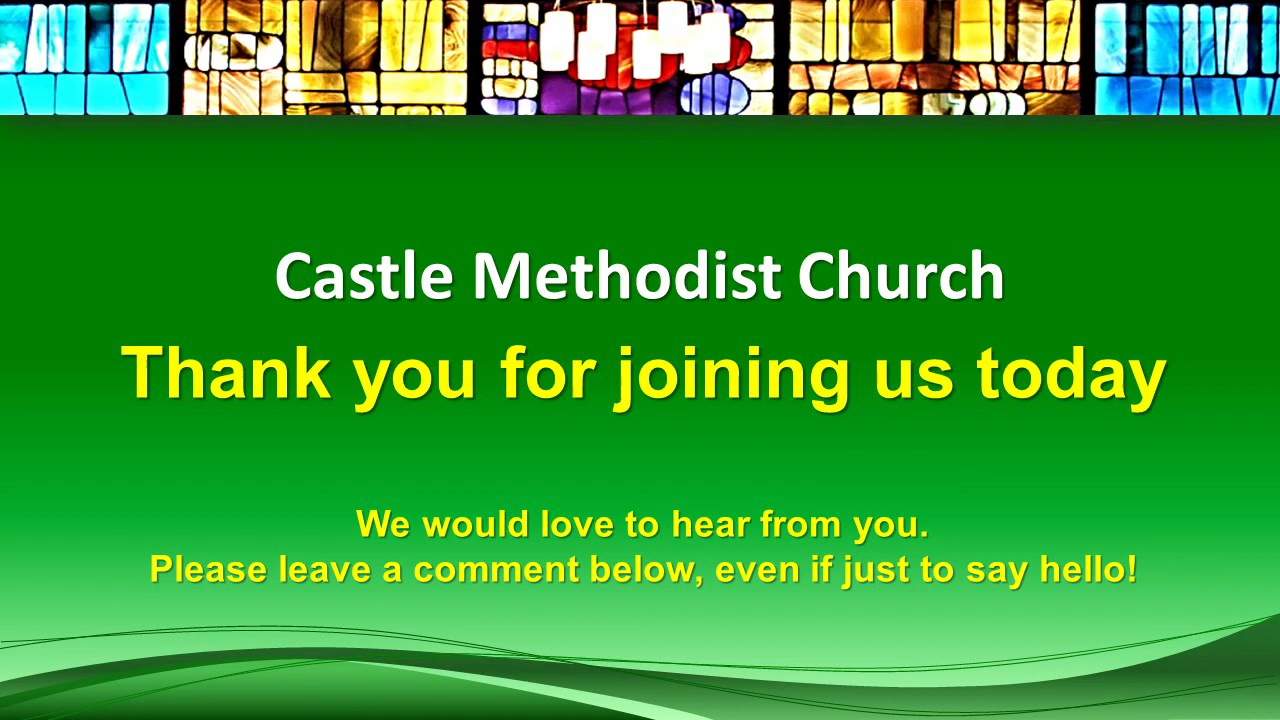 Castle Methodist Church
Thank you for joining us today
We would love to hear from you.
Please leave a comment below, even if just to say hello!